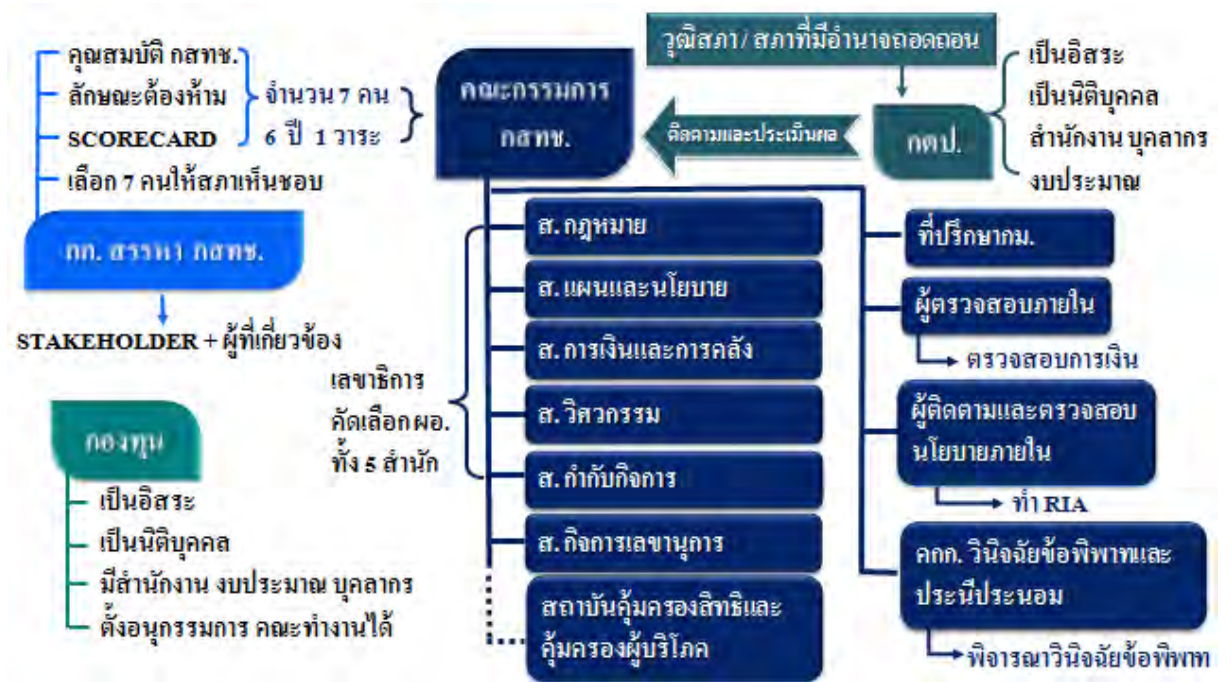 คุณสมบัติ กสทช.
ลักษณะต้องห้าม
SCORECARD
เลือก 7 คนให้สภาเห็นชอบ
จำนวน 7 คน
6 ปี 1 วาระ
กก. สรรหา กสทช.
STAKEHOLDER + ผู้ที่เกี่ยวข้อง
กองทุน
เป็นอิสระ
เป็นนิติบุคคล
มีสำนักงาน งบประมาณ บุคลากร
ตั้งอนุกรรมการ คณะทำงานได้
คณะกรรมการ
กสทช.
วุฒิสภา / สภาที่มีอำนาจถอดถอน
ติดตามและประเมินผล
กตป.
เป็นอิสระ
เป็นนิติบุคคล
สำนักงาน บุคลากร
งบประมาณ
เลขาธิการ
คัดเลือก ผอ.
ทั้ง 5 สำนัก
ส. กฎหมาย
ส. แผนและนโยบาย
ส. การเงินและการคลัง
ส. วิศวกรรม
ส. กำกับกิจการ
ส. กิจการเลขานุการ
สถาบันคุ้มครองสิทธิและ
คุ้มครองผู้บริโภค
ที่ปรึกษากม.
ผู้ตรวจสอบภายใน
ตรวจสอบการเงิน
ผู้ติดตามและตรวจสอบ
นโยบายภายใน
ทำ RIA
คกก. วินิจฉัยข้อพิพาทและ
ประนีประนอม
พิจารณาวินิจฉัยข้อพิพาท